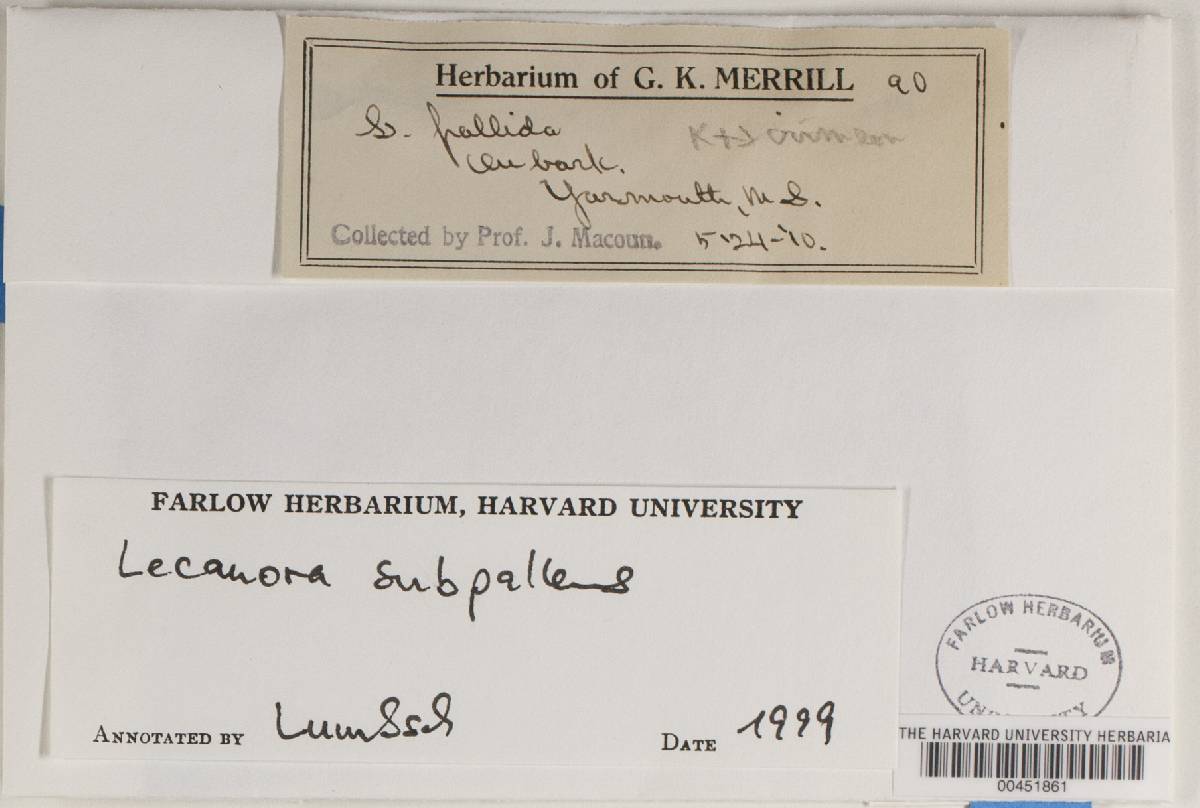 Herbarium of G. K. MERRILL 90
L. pallida
K+
on bark.
Yarmouth, N. S.
Collected by Prof. J. Macoun. 5-24-'10.
FARLOW HERBARIUM, HARVARD UNIVERSITY
Lecanora subpallens
ANNOTATED BY Lumbsch
DATE 1999
FARLOW HERBARIUM
HARVARD
THE HARVARD UNIVERSITY HERBARIA
00451861